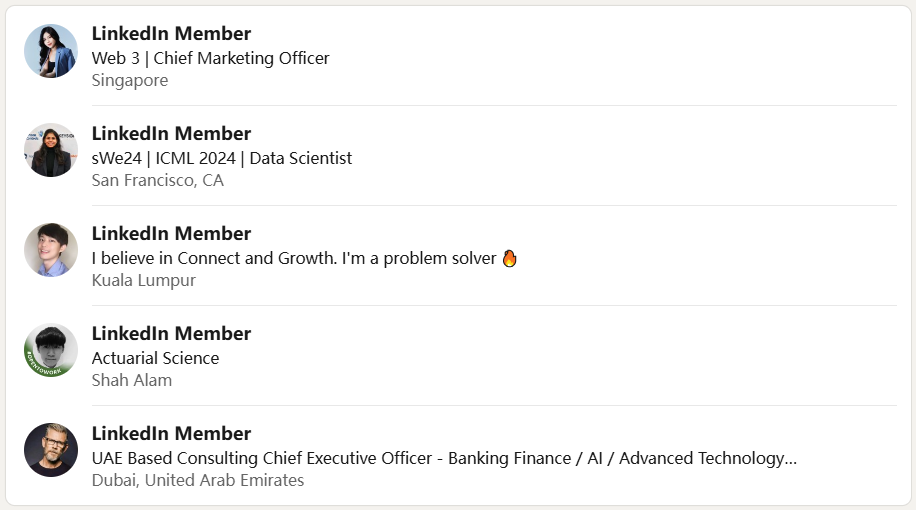 LinkedIn Member
Web 3 | Chief Marketing Officer
Singapore
LinkedIn Member
sWe24 | ICML 2024 | Data Scientist
San Francisco, CA
LinkedIn Member
I believe in Connect and Growth. I'm a problem solver 🔥
Kuala Lumpur
LinkedIn Member
Actuarial Science
Shah Alam
#OPENTOWORK
LinkedIn Member
UAE Based Consulting Chief Executive Officer - Banking Finance / AI / Advanced Technology...
Dubai, United Arab Emirates